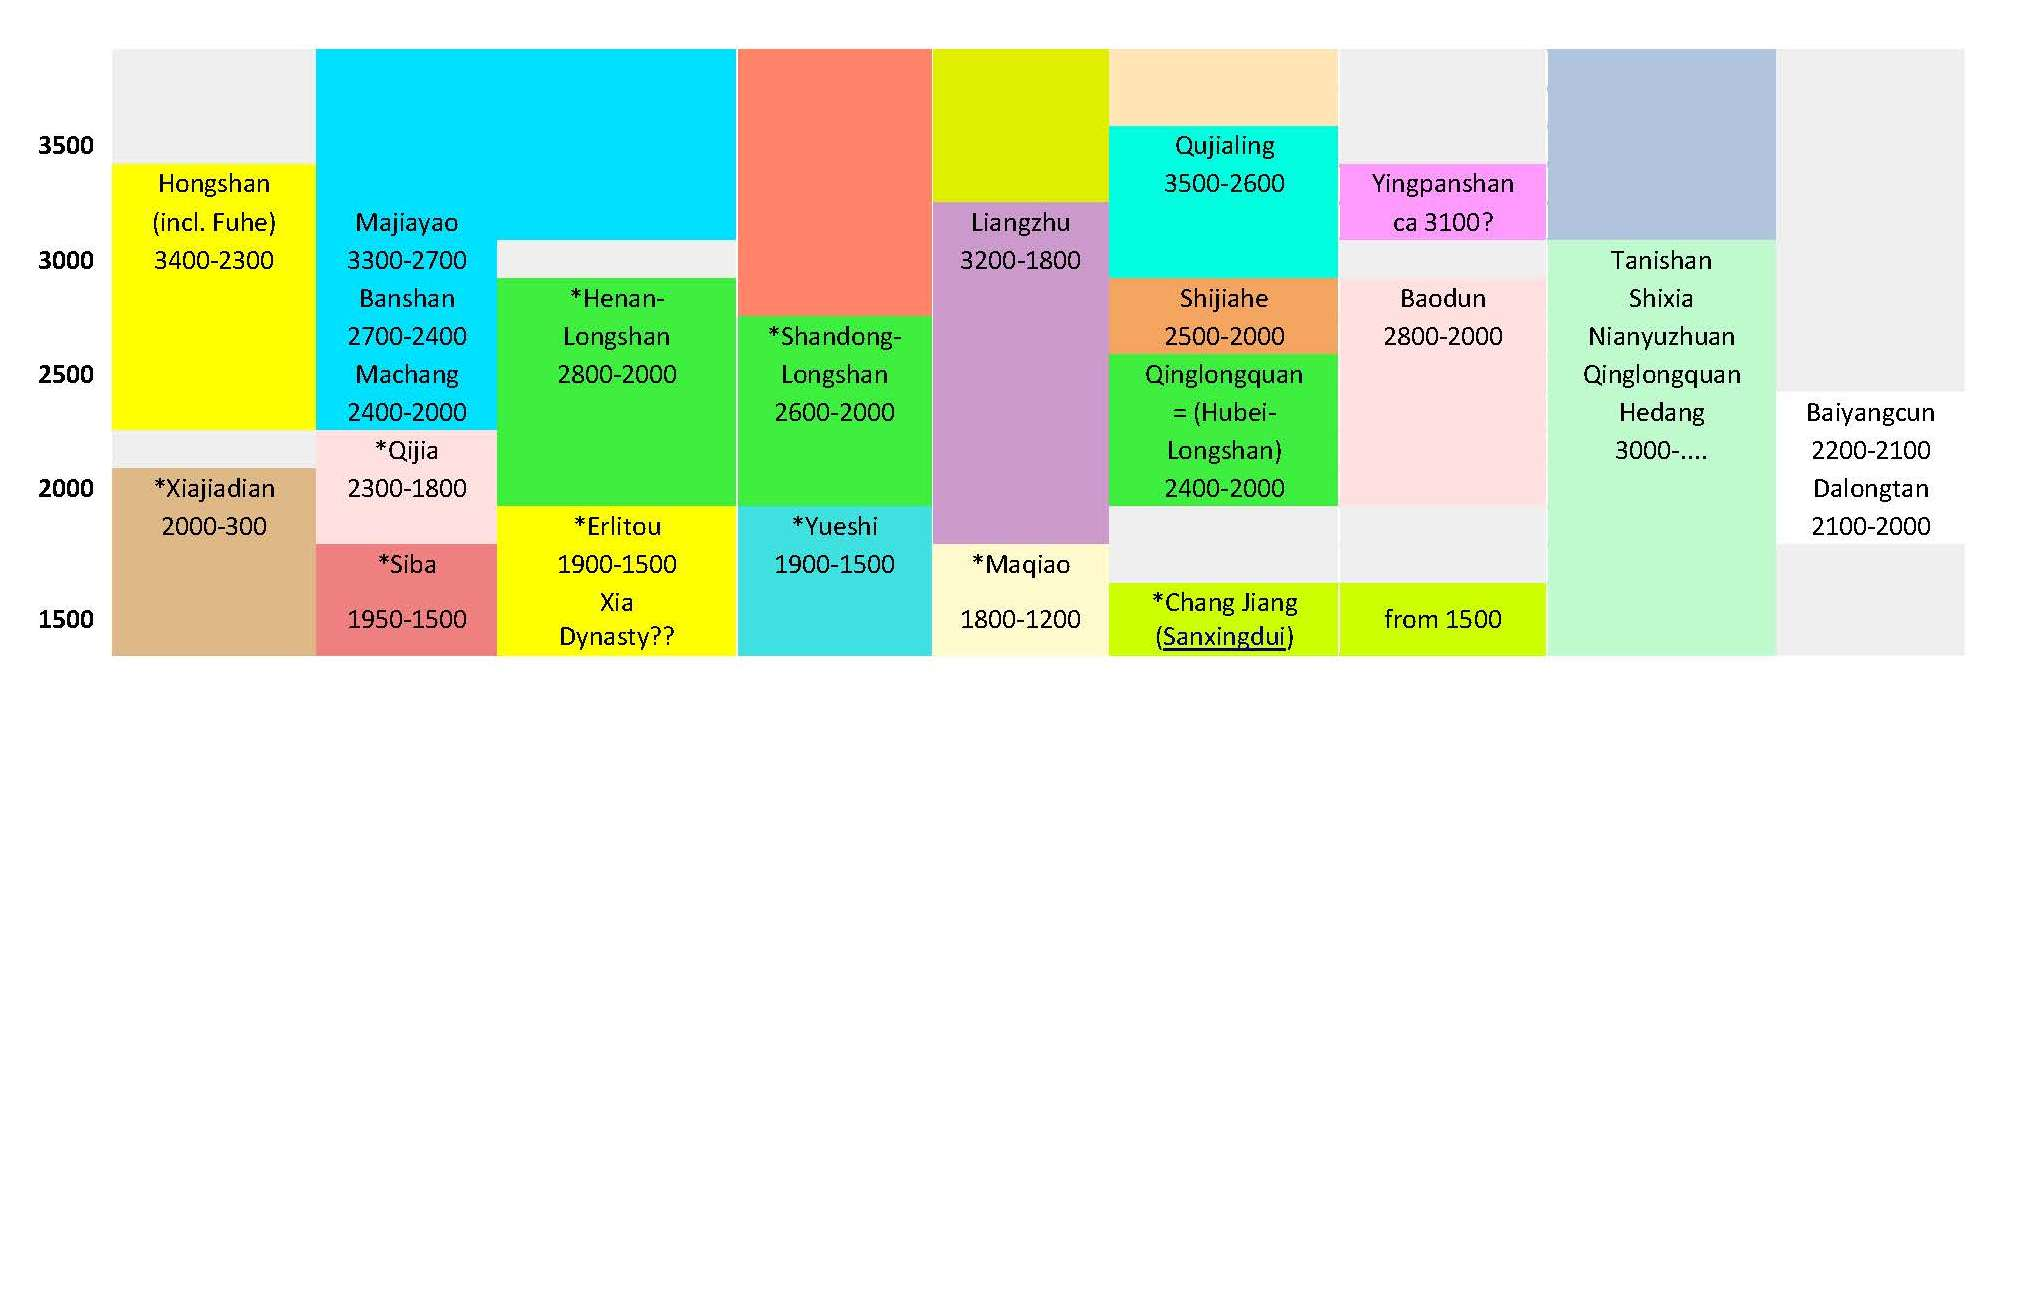 3500
3000
2500
2000
1500
Hongshan
(incl. Fuhe)
3400-2300
*Xiajiadian
2000-300
Majiayao
3300-2700
Banshan
2700-2400
Machang
2400-2000
*Qijia
2300-1800
*Siba
1950-1500
*Henan-
Longshan
2800-2000
*Erlitou
1900-1500
Xia
Dynasty??
*Shandong-
Longshan
2600-2000
*Yueshi
1900-1500
Liangzhu
3200-1800
*Maqiao
1800-1200
Qujialing
3500-2600
Shijiahe
2500-2000
Qinglongquan
= (Hubei-
Longshan)
2400-2000
*Chang Jiang
(Sanxingdui)
Yingpanshan
ca 3100?
Baodun
2800-2000
from 1500
Tanishan
Shixia
Nianyuzhuan
Qinglongquan
Hedang
3000-....
Baiyangcun
2200-2100
Dalongtan
2100-2000